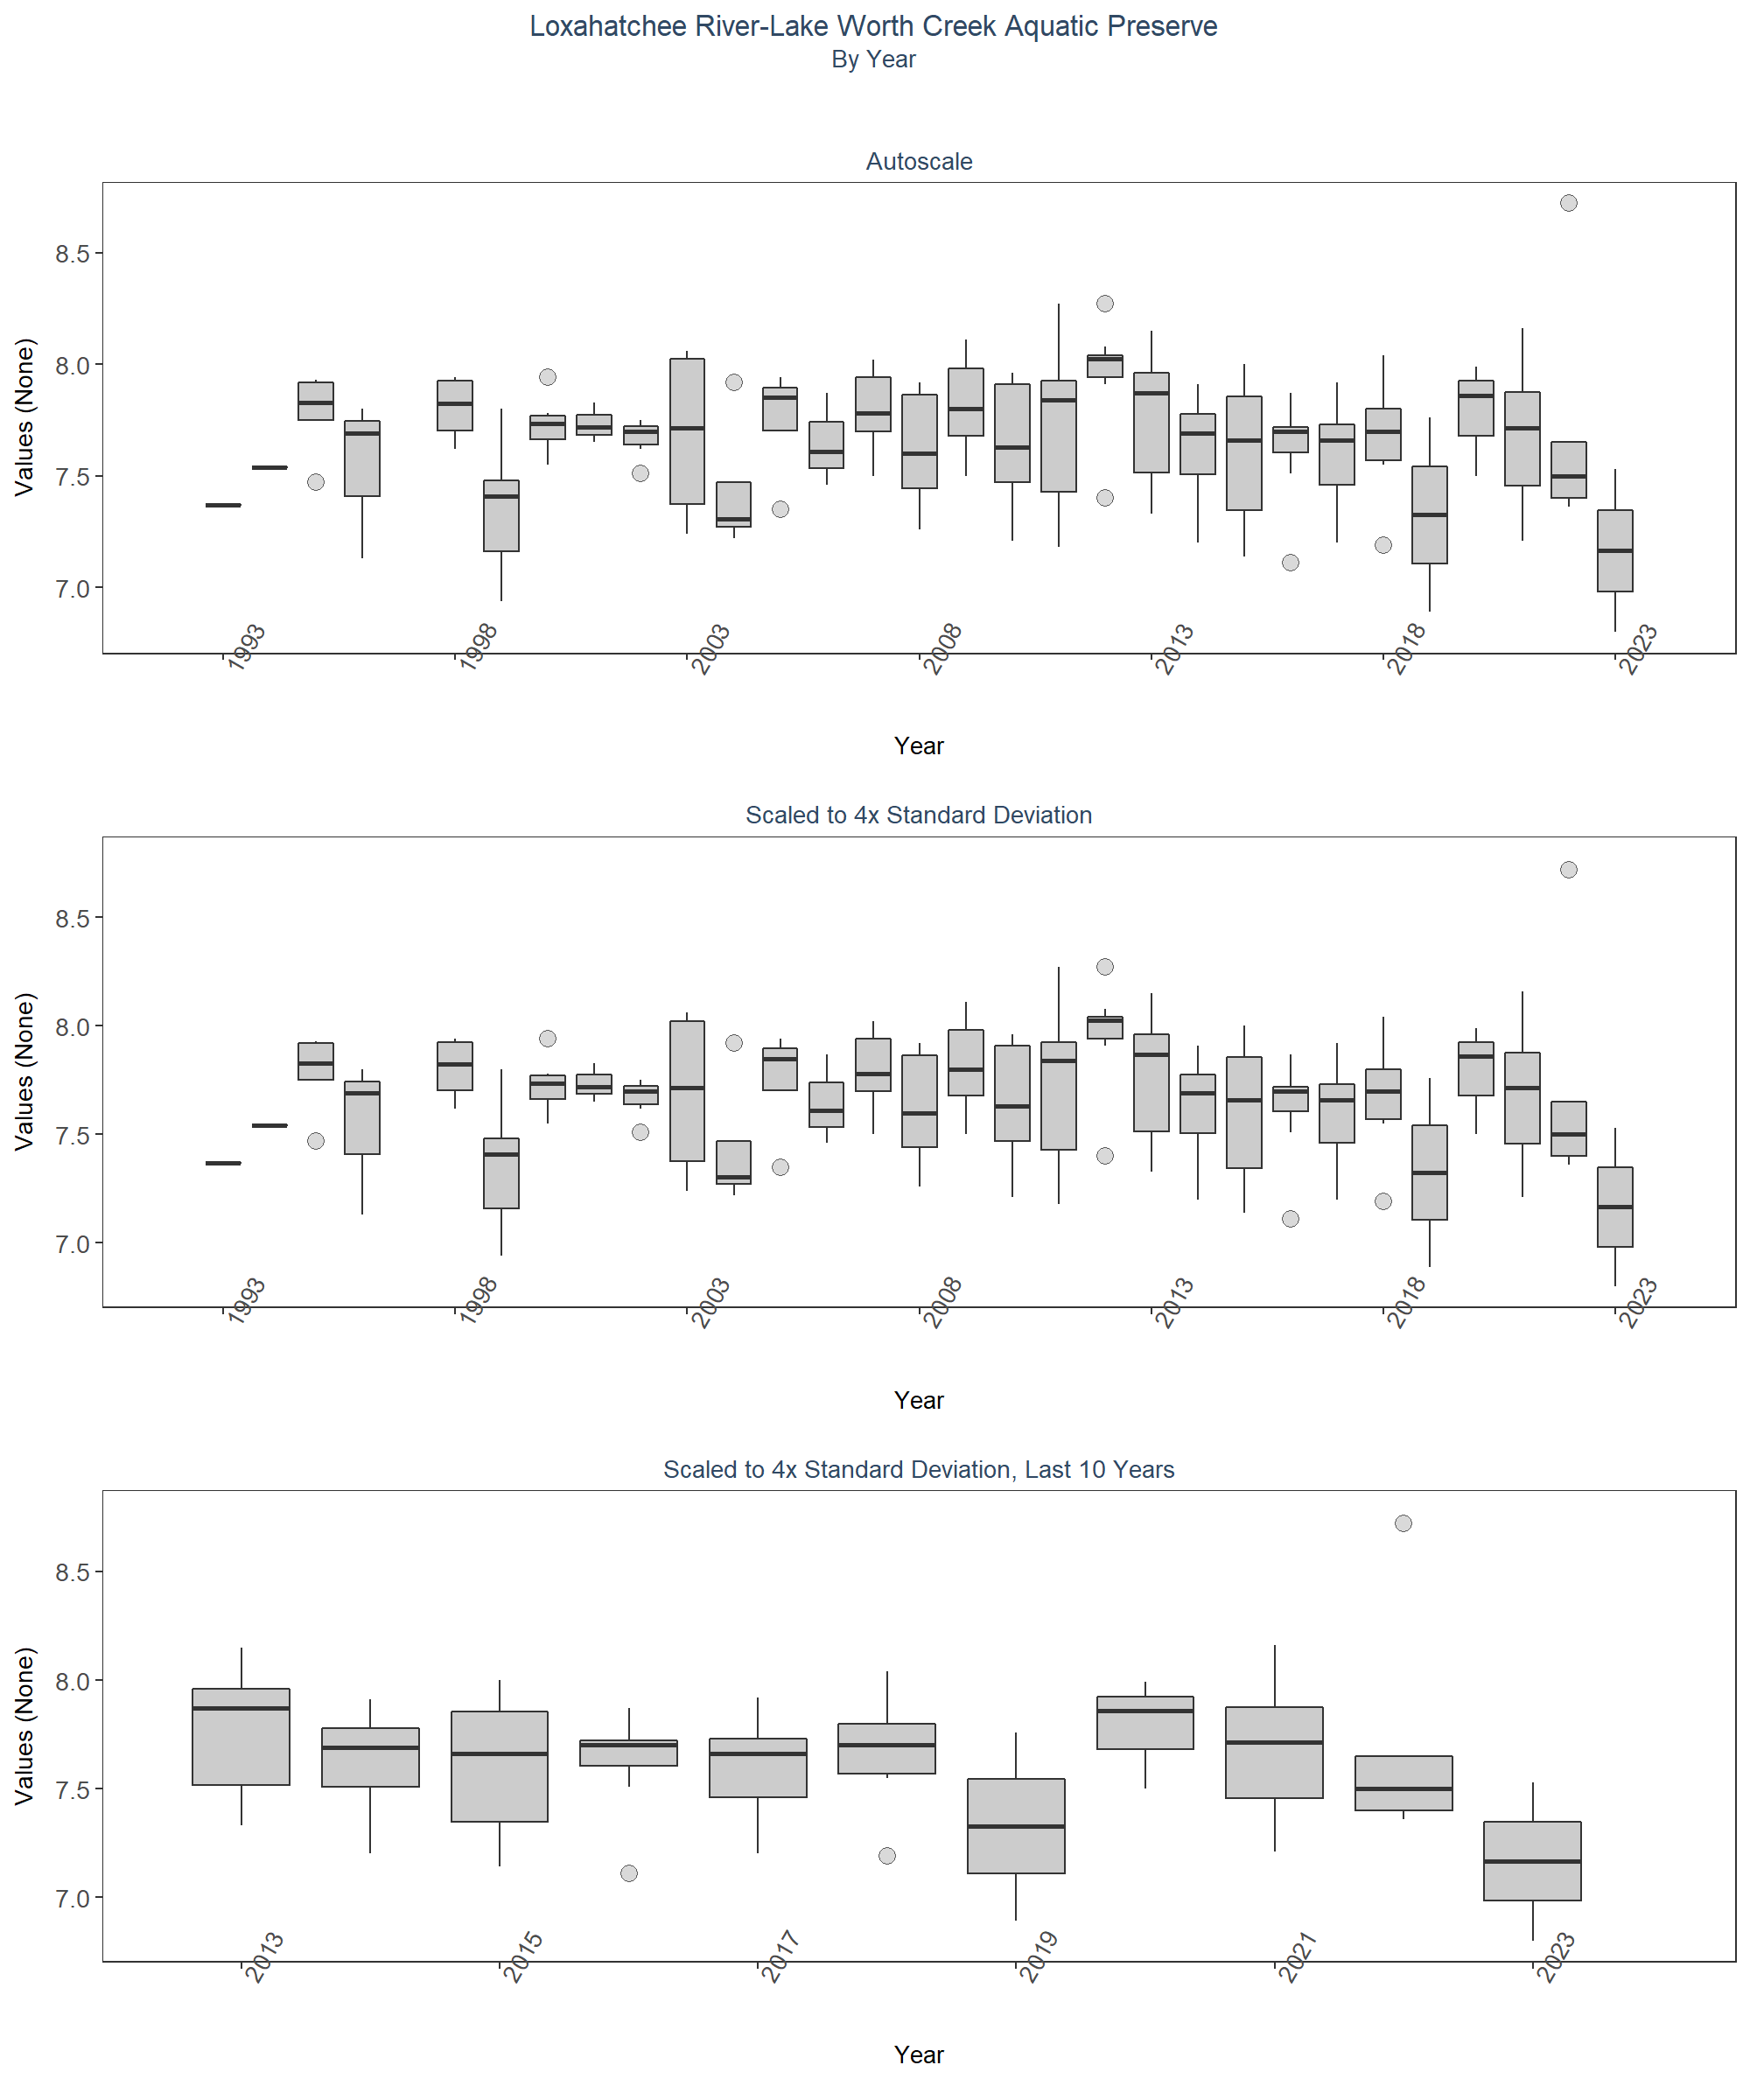 Loxahatchee River-Lake Worth Creek Aquatic Preserve
By Year
Autoscale
Values (None)
8.5
8.0
7.5
7.0
1993
1998
2003
2008
2013
2018
2023
Year
Scaled to 4x Standard Deviation
Values (None)
8.5
8.0
7.5
7.0
1993
1998
2003
2008
2013
2018
2023
Year
Scaled to 4x Standard Deviation, Last 10 Years
Values (None)
8.5
8.0
7.5
7.0
2013
2015
2017
2019
2021
2023
Year